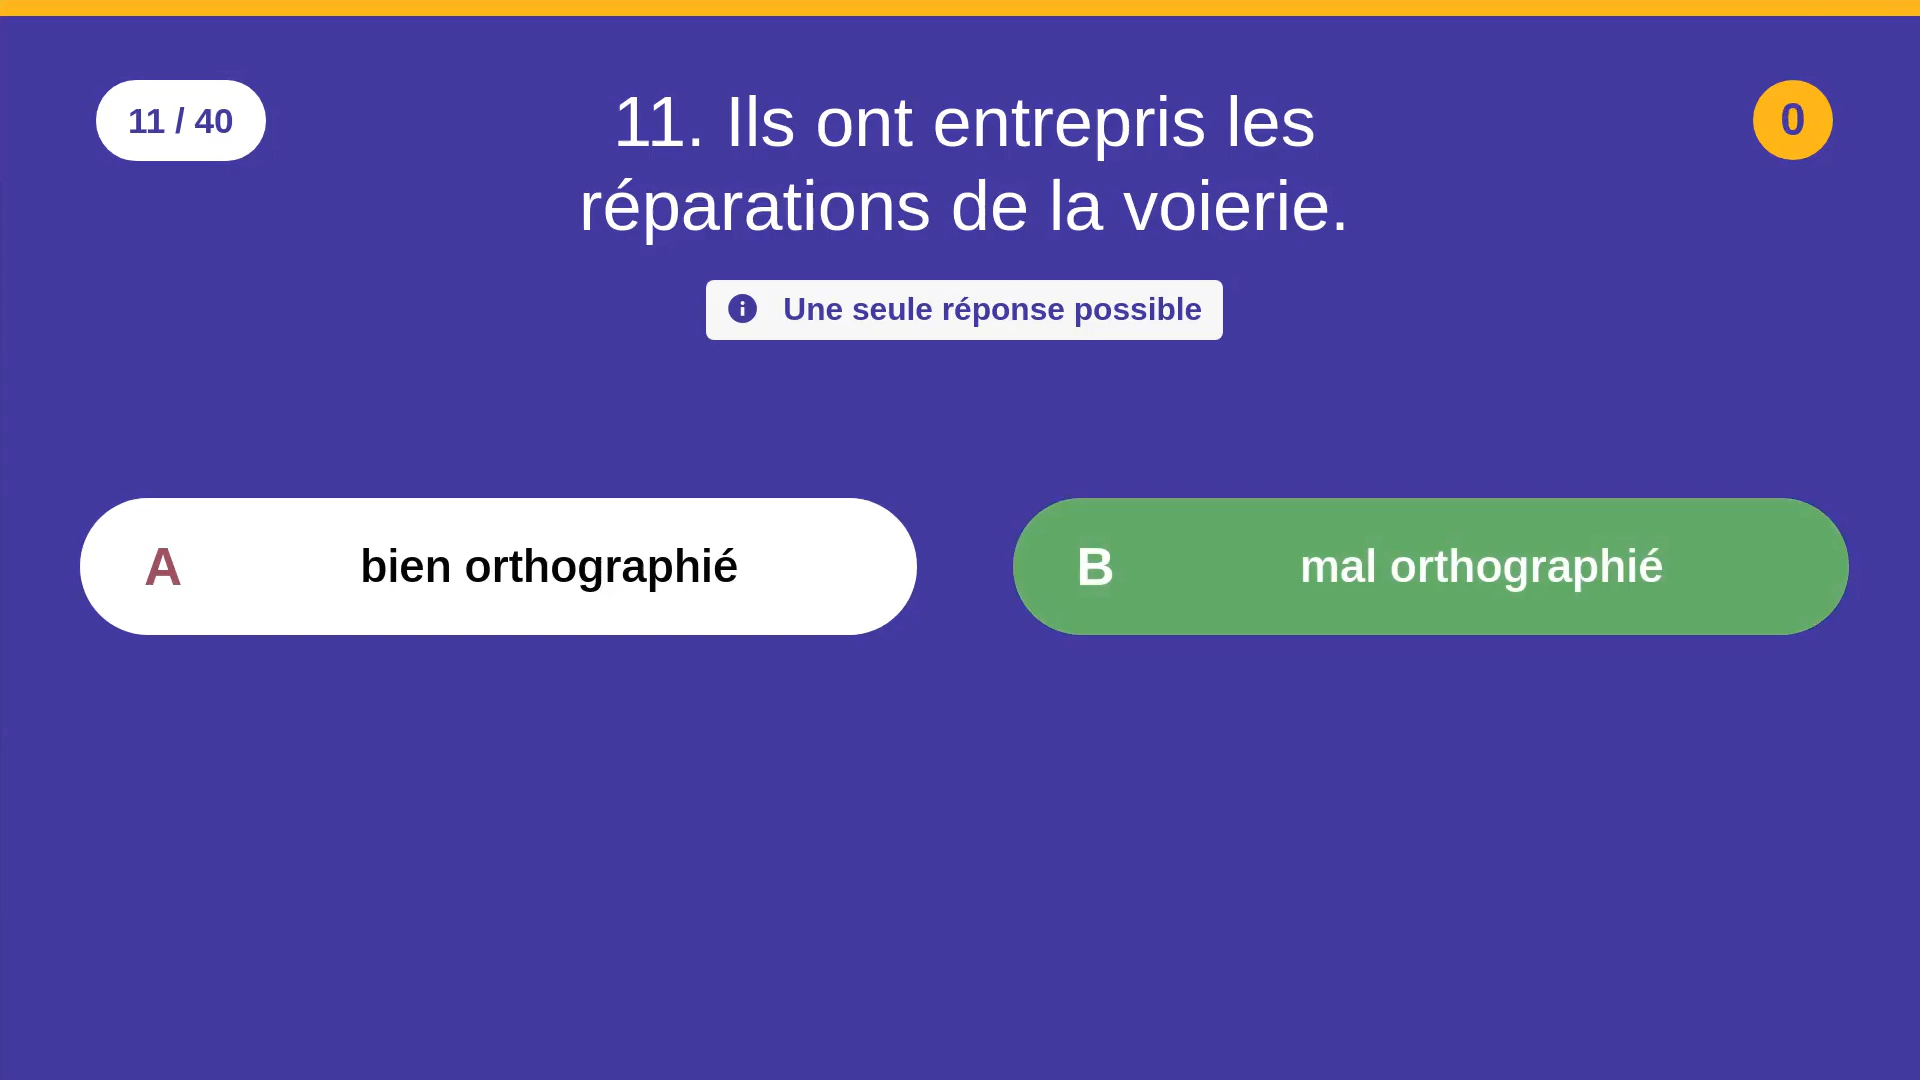 11 / 40
11. Ils ont entrepris les
réparations de la voierie.
0
Une seule réponse possible
A bien orthographié
B mal orthographié